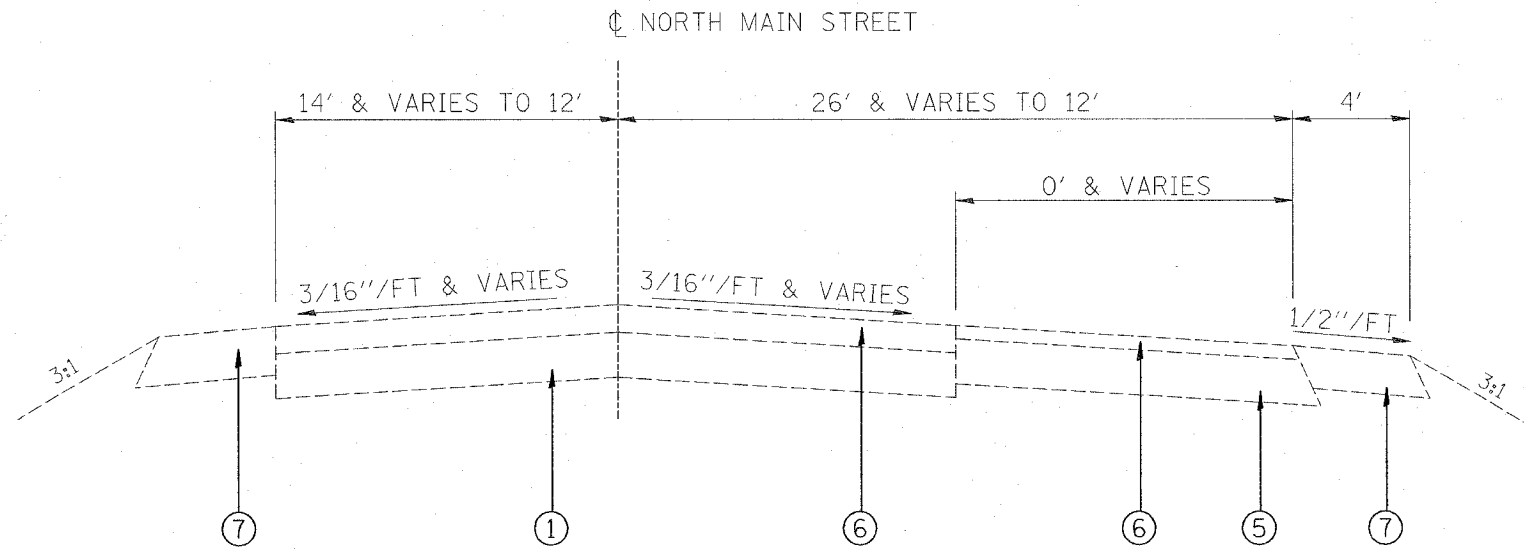 ℄ NORTH MAIN STREET
14' & VARIES TO 12'
26' & VARIES TO 12'
4'
0' & VARIES
3/16''/FT & VARIES
3/16''/FT & VARIES
1/2''/FT
3:1
3:1
7
1
6
6
5
7